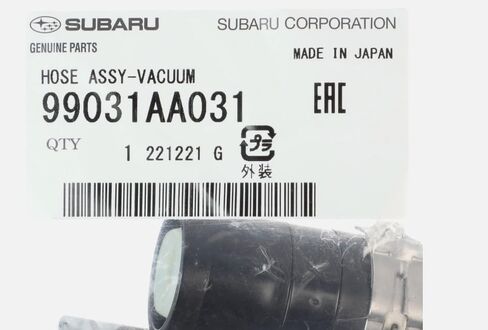 SUBARU SUBARU CORPORATION
GENUINE PARTS MADE IN JAPAN
HOSE ASSY-VACUUM
99031AA031 EAC
QTY 1 221221 G プラ
外装